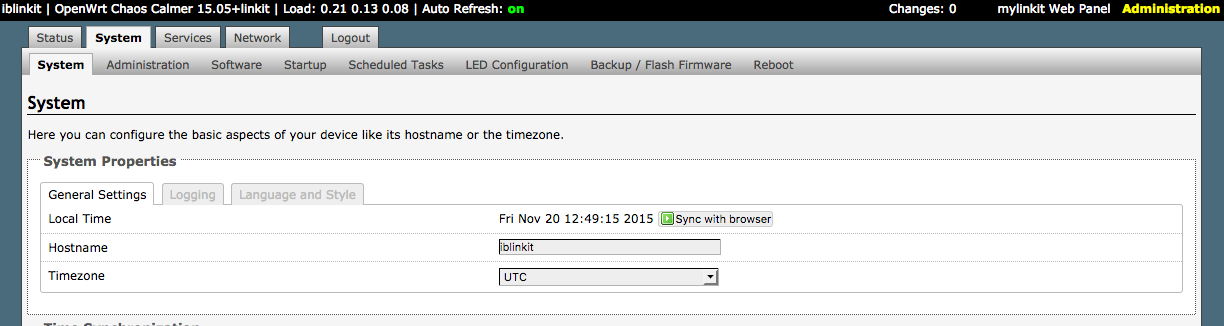 iblinkit | OpenWrt Chaos Calmer 15.05+linkit | Load: 0.21 0.13 0.08 | Auto Refresh: on Changes: 0 mylinkit Web Panel Administration
Status System Services Network Logout
System Administration Software Startup Scheduled Tasks LED Configuration Backup / Flash Firmware Reboot
System
Here you can configure the basic aspects of your device like its hostname or the timezone.
System Properties
General Settings Logging Language and Style
Local Time Fri Nov 20 12:49:15 2015 Sync with browser
Hostname iblinkit
Timezone UTC
Time Synchronization